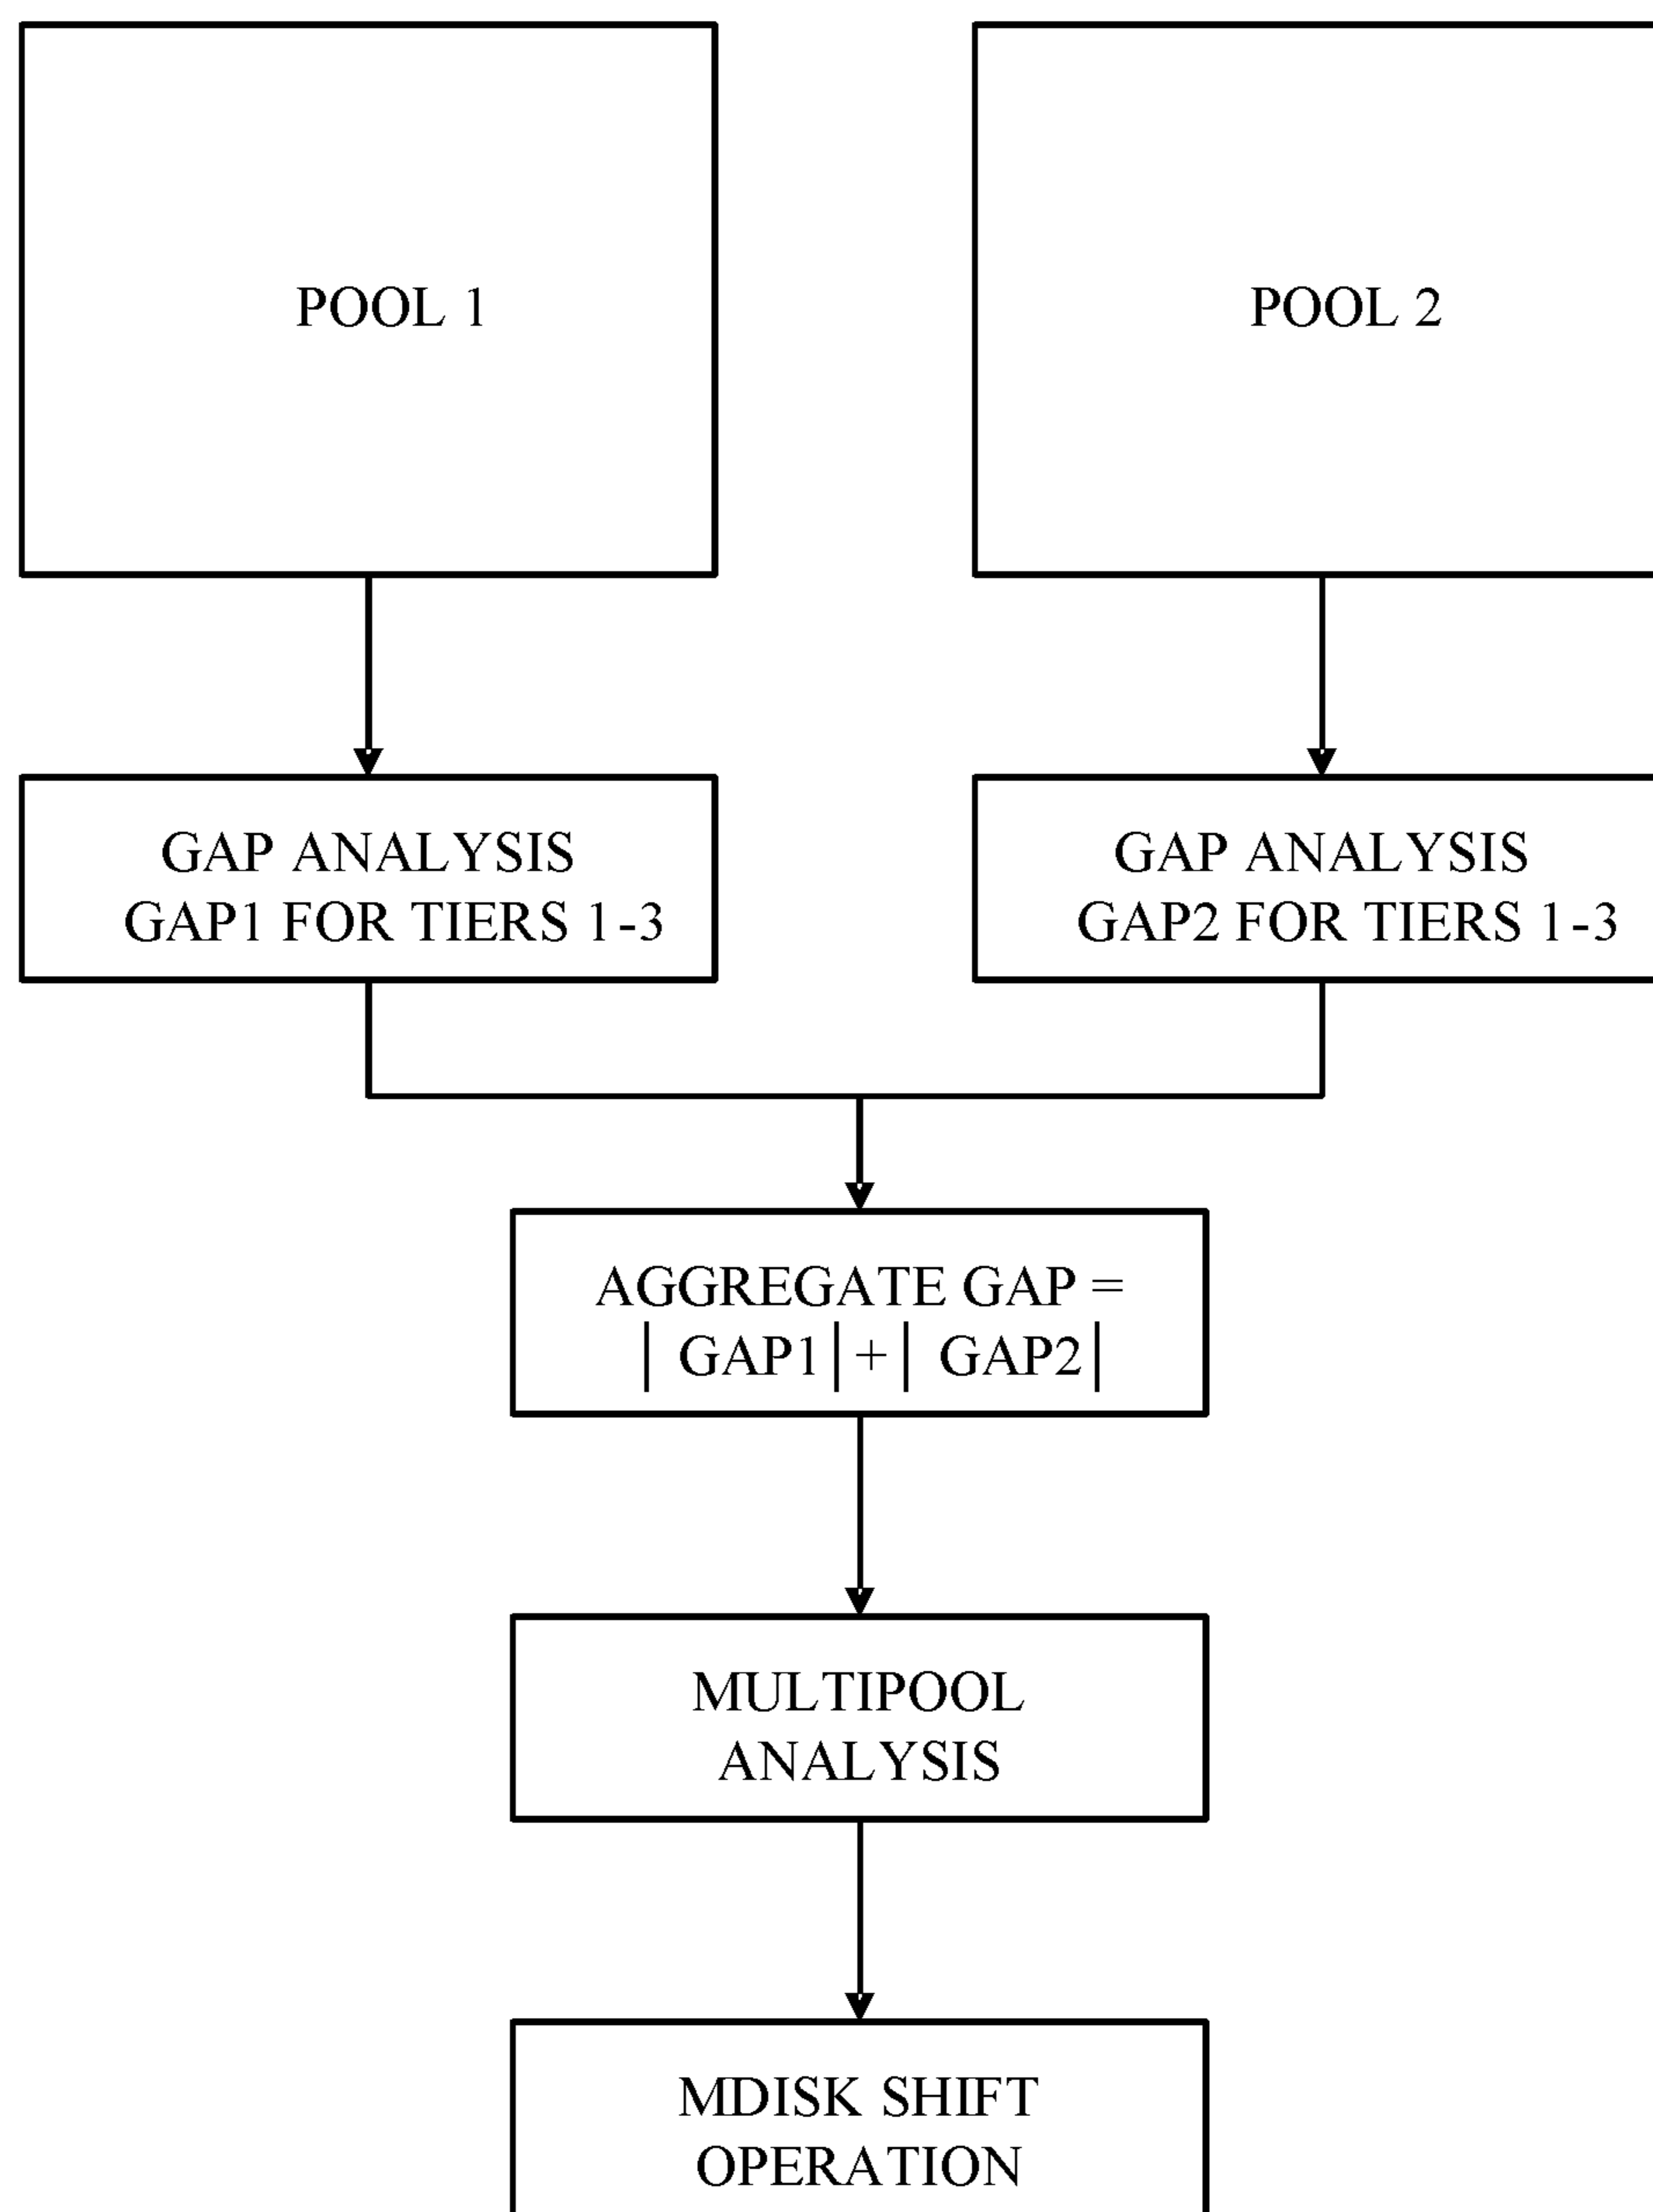 POOL 1
POOL 2
GAP ANALYSIS
GAP1 FOR TIERS 1-3
GAP ANALYSIS
GAP2 FOR TIERS 1-3
AGGREGATE GAP =
| GAP1|+| GAP2|
MULTIPOOL
ANALYSIS
MDISK SHIFT
OPERATION